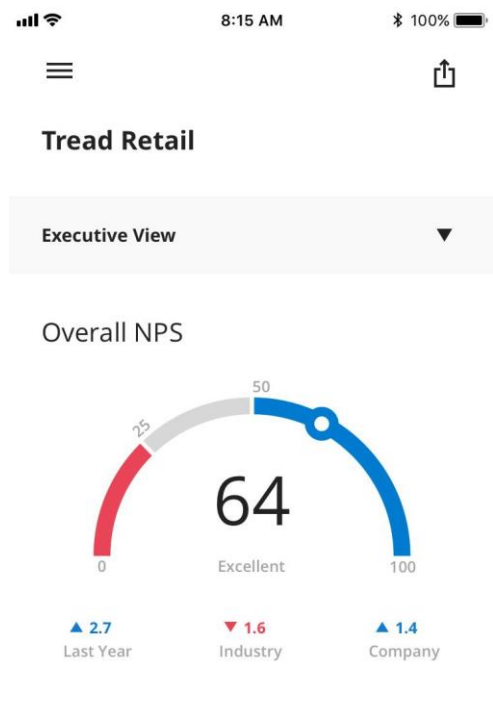 8:15 AM 100%
Tread Retail
Executive View ▼
Overall NPS
50
25
64
Excellent
0 100
▲ 2.7 ▼ 1.6 ▲ 1.4
Last Year Industry Company